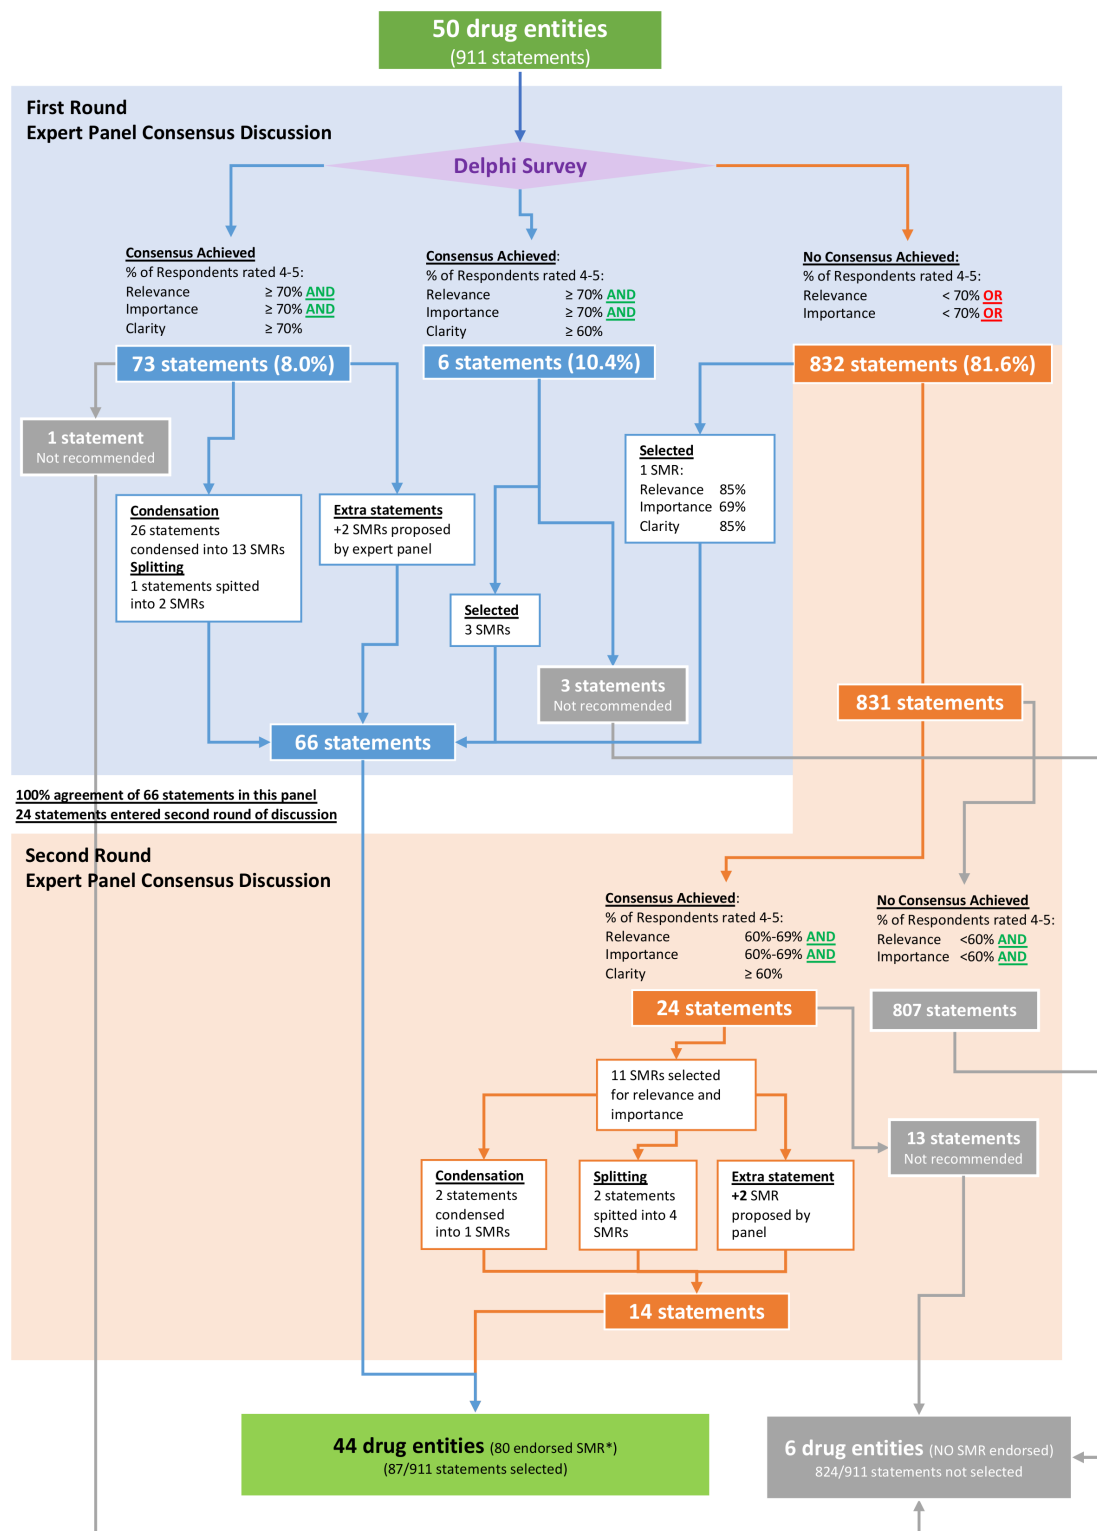 50 drug entities
(911 statements)
First Round
Expert Panel Consensus Discussion
Delphi Survey
Consensus Achieved
% of Respondents rated 4-5:
Relevance ≥ 70% AND
Importance ≥ 70% AND
Clarity ≥ 70%
Consensus Achieved:
% of Respondents rated 4-5:
Relevance ≥ 70% AND
Importance ≥ 70% AND
Clarity ≥ 60%
No Consensus Achieved:
% of Respondents rated 4-5:
Relevance < 70% OR
Importance < 70% OR
73 statements (8.0%)
6 statements (10.4%)
832 statements (81.6%)
1 statement
Not recommended
Condensation
26 statements
condensed into 13 SMRs
Splitting
1 statements spitted
into 2 SMRs
Extra statements
+2 SMRs proposed
by expert panel
Selected
3 SMRs
Selected
1 SMR:
Relevance 85%
Importance 69%
Clarity 85%
3 statements
Not recommended
831 statements
66 statements
100% agreement of 66 statements in this panel
24 statements entered second round of discussion
Second Round
Expert Panel Consensus Discussion
Consensus Achieved:
% of Respondents rated 4-5:
Relevance 60%-69% AND
Importance 60%-69% AND
Clarity ≥ 60%
No Consensus Achieved
% of Respondents rated 4-5:
Relevance <60% AND
Importance <60% AND
24 statements
807 statements
11 SMRs selected
for relevance and
importance
13 statements
Not recommended
Condensation
2 statements
condensed
into 1 SMRs
Splitting
2 statements
spitted into 4
SMRs
Extra statement
+2 SMR
proposed by
panel
14 statements
44 drug entities (80 endorsed SMR*)
(87/911 statements selected)
6 drug entities (NO SMR endorsed)
824/911 statements not selected